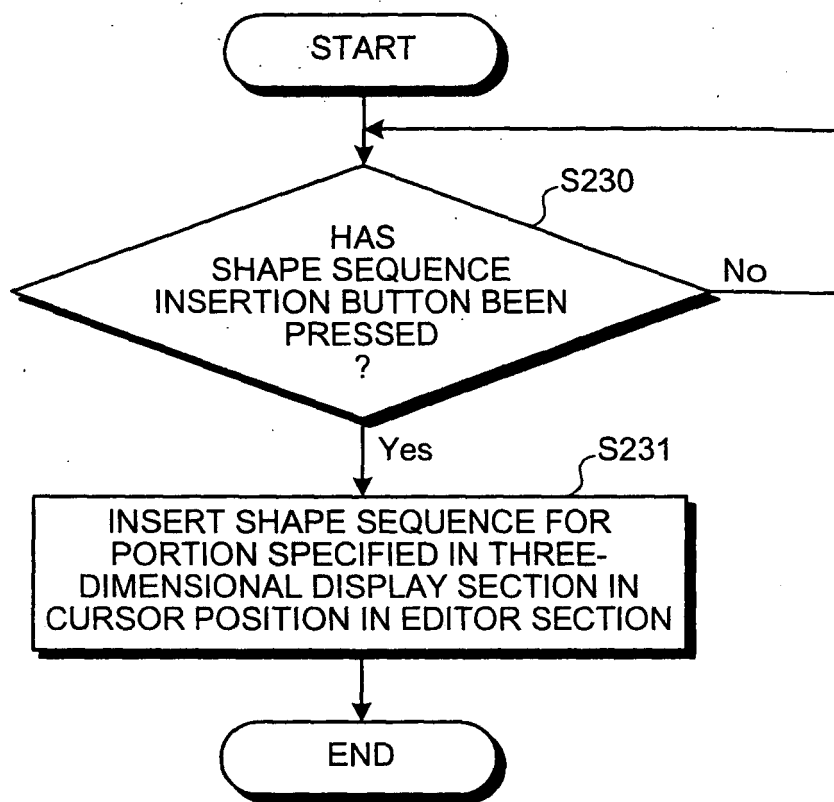 START
S230
HAS
SHAPE SEQUENCE
INSERTION BUTTON BEEN
PRESSED
?
No
Yes
S231
INSERT SHAPE SEQUENCE FOR
PORTION SPECIFIED IN THREE-
DIMENSIONAL DISPLAY SECTION IN
CURSOR POSITION IN EDITOR SECTION
END